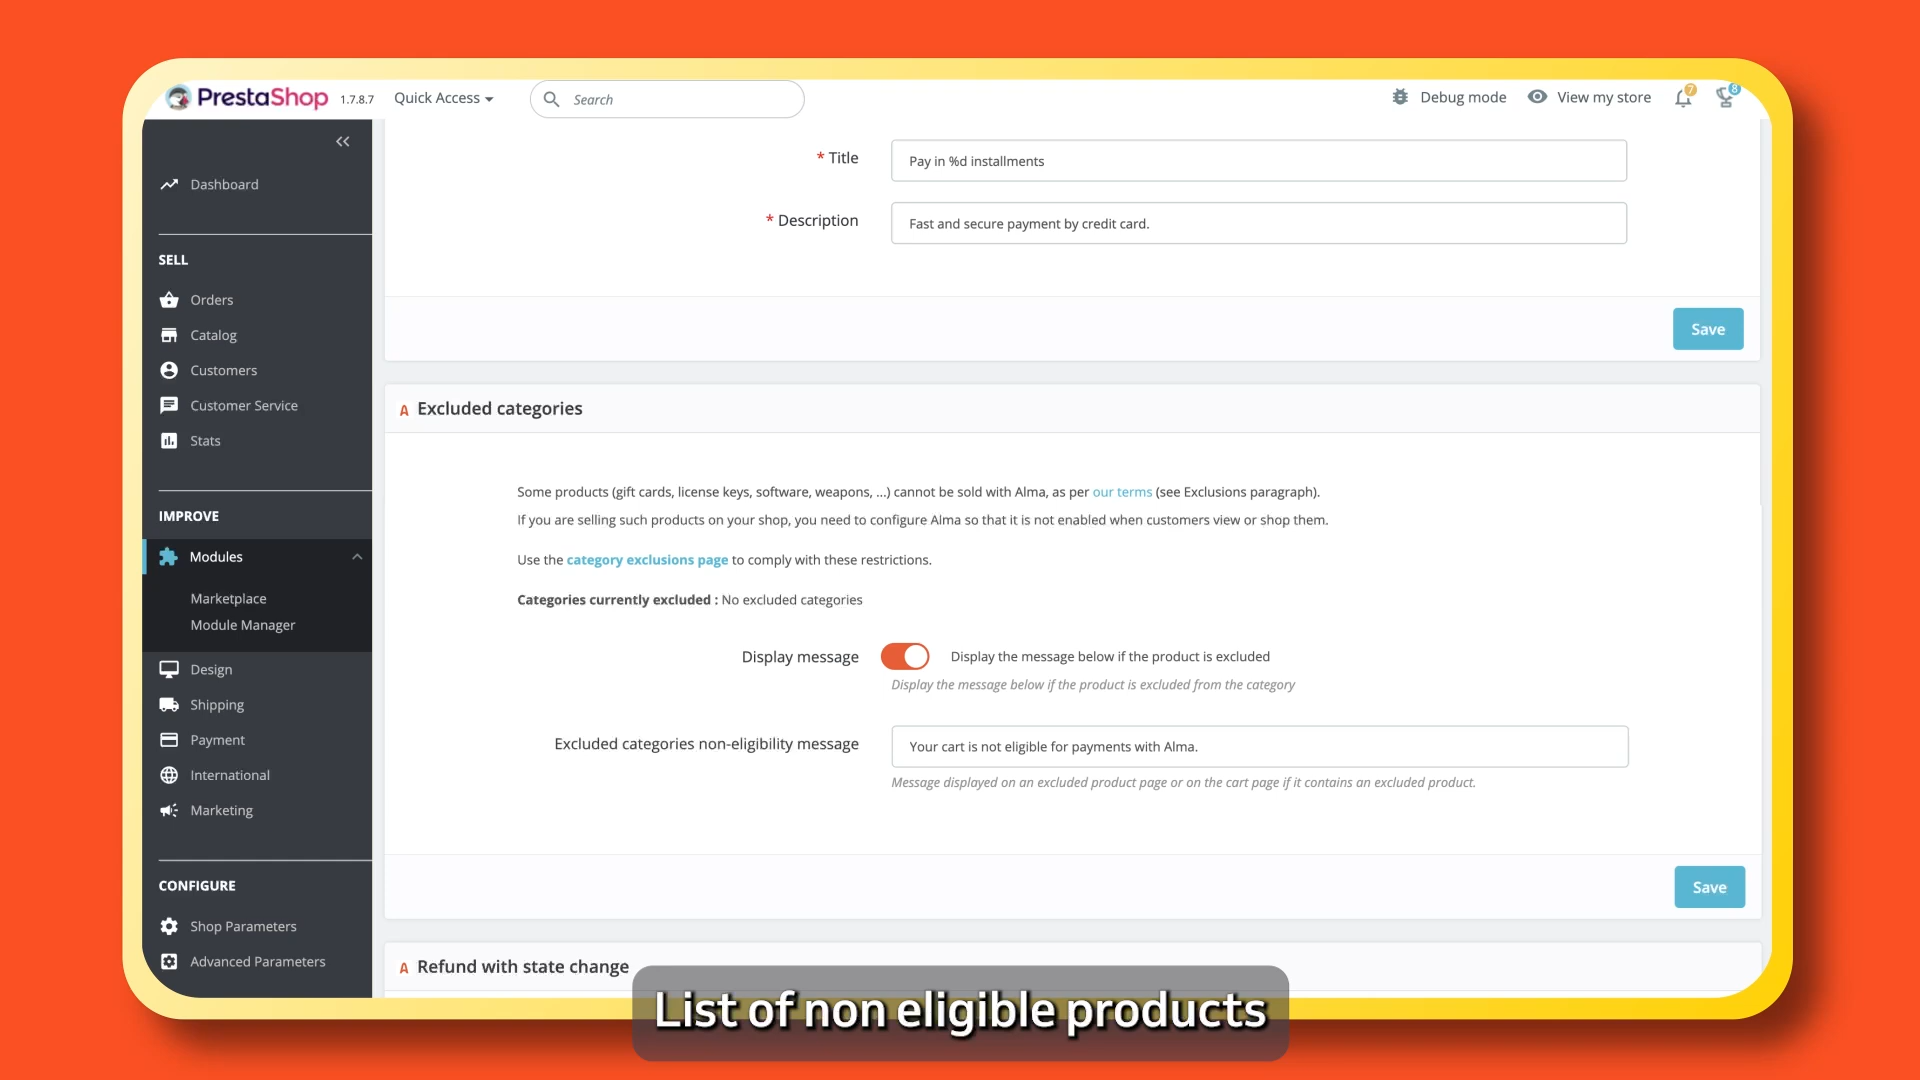 PrestaShop 1.7.8.7 Quick Access Search Debug mode View my store 7 8
Dashboard
SELL
Orders
Catalog
Customers
Customer Service
Stats
IMPROVE
Modules
Marketplace
Module Manager
Design
Shipping
Payment
International
Marketing
CONFIGURE
Shop Parameters
Advanced Parameters
* Title Pay in %d installments
* Description Fast and secure payment by credit card.
Save
A Excluded categories
Some products (gift cards, license keys, software, weapons, ...) cannot be sold with Alma, as per our terms (see Exclusions paragraph).
If you are selling such products on your shop, you need to configure Alma so that it is not enabled when customers view or shop them.
Use the category exclusions page to comply with these restrictions.
Categories currently excluded : No excluded categories
Display message Display the message below if the product is excluded
Display the message below if the product is excluded from the category
Excluded categories non-eligibility message Your cart is not eligible for payments with Alma.
Message displayed on an excluded product page or on the cart page if it contains an excluded product.
Save
A Refund with state change
List of non eligible products